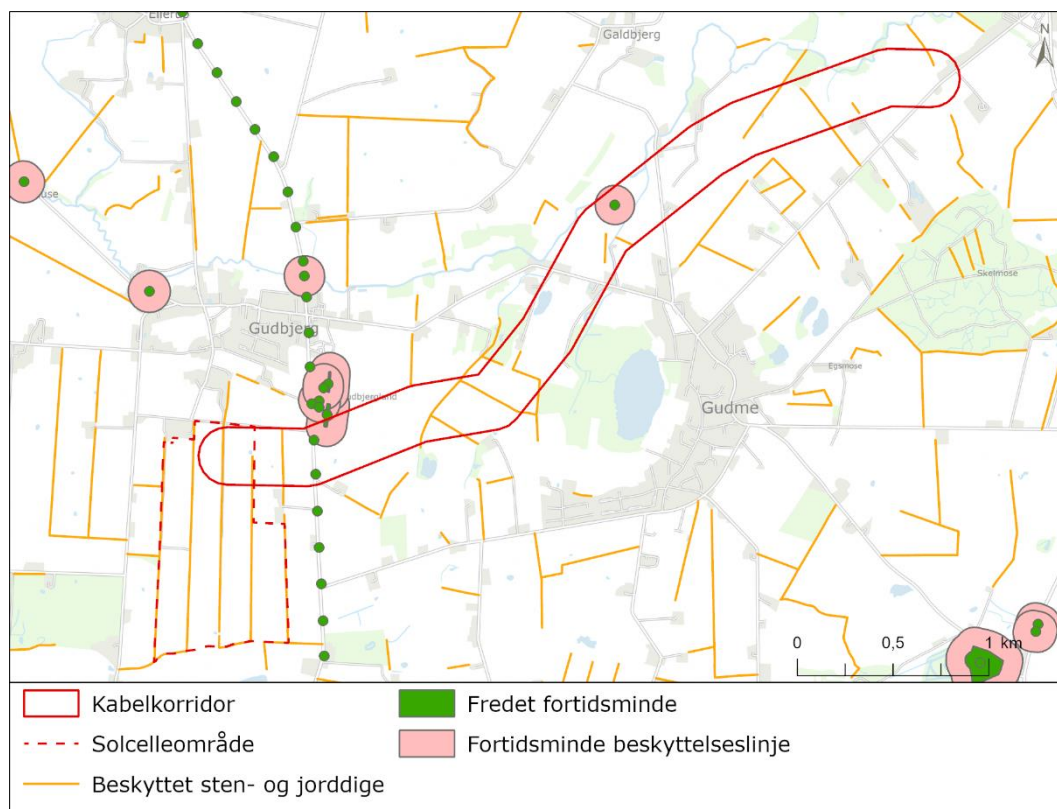 Ellerup
Galdbjerg
N
Skelmose
Gudbjerg
Egsmose
Gudme
0 0,5 1 km
Kabelkorridor
Fredet fortidsminde
Solcelleområde
Fortidsminde beskyttelseslinje
Beskyttet sten- og jorddige